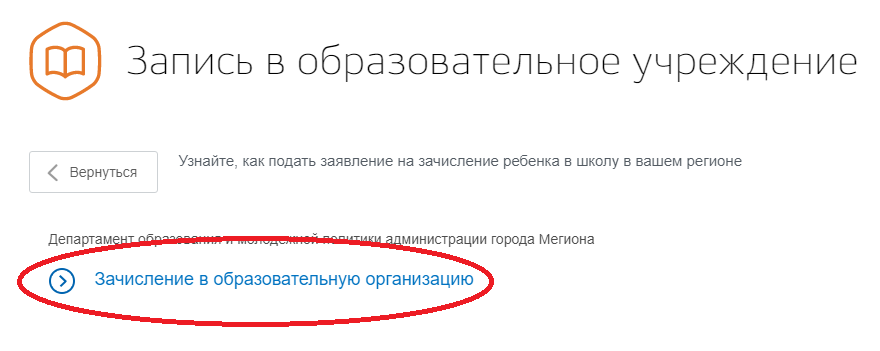 Запись в образовательное учреждение
Вернуться
Узнайте, как подать заявление на зачисление ребенка в школу в вашем регионе
Департамент образования и молодежной политики администрации города Мегиона
Зачисление в образовательную организацию